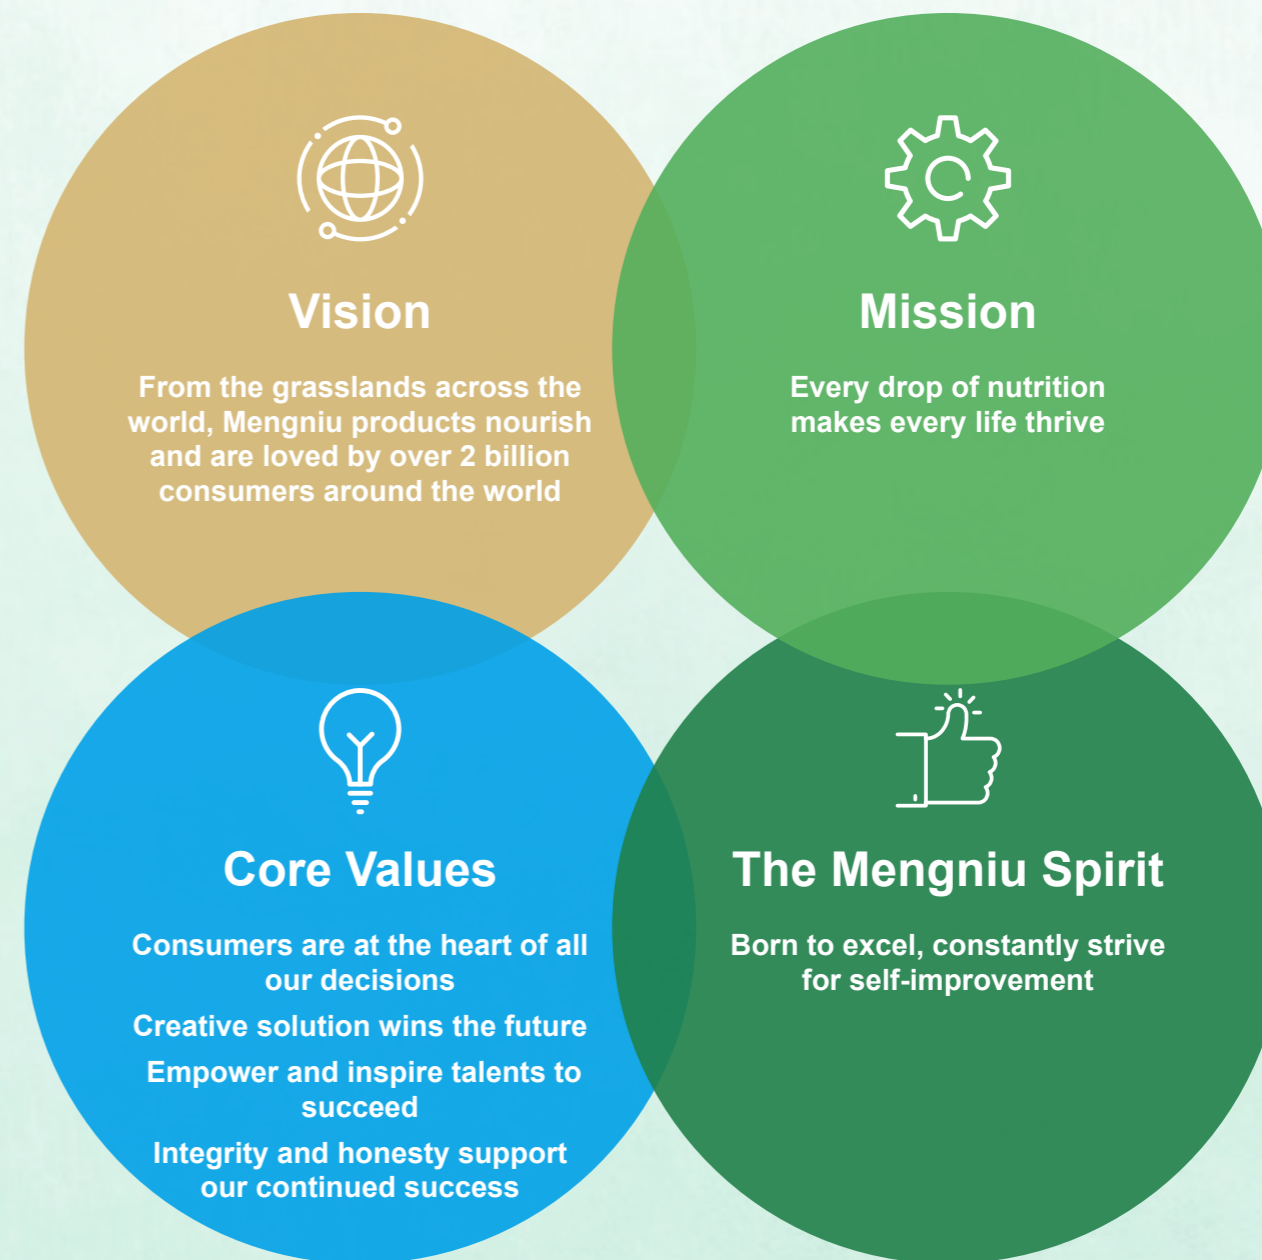 Vision
From the grasslands across the
world, Mengniu products nourish
and are loved by over 2 billion
consumers around the world
Mission
Every drop of nutrition
makes every life thrive
Core Values
Consumers are at the heart of all
our decisions
Creative solution wins the future
Empower and inspire talents to
succeed
Integrity and honesty support
our continued success
The Mengniu Spirit
Born to excel, constantly strive
for self-improvement